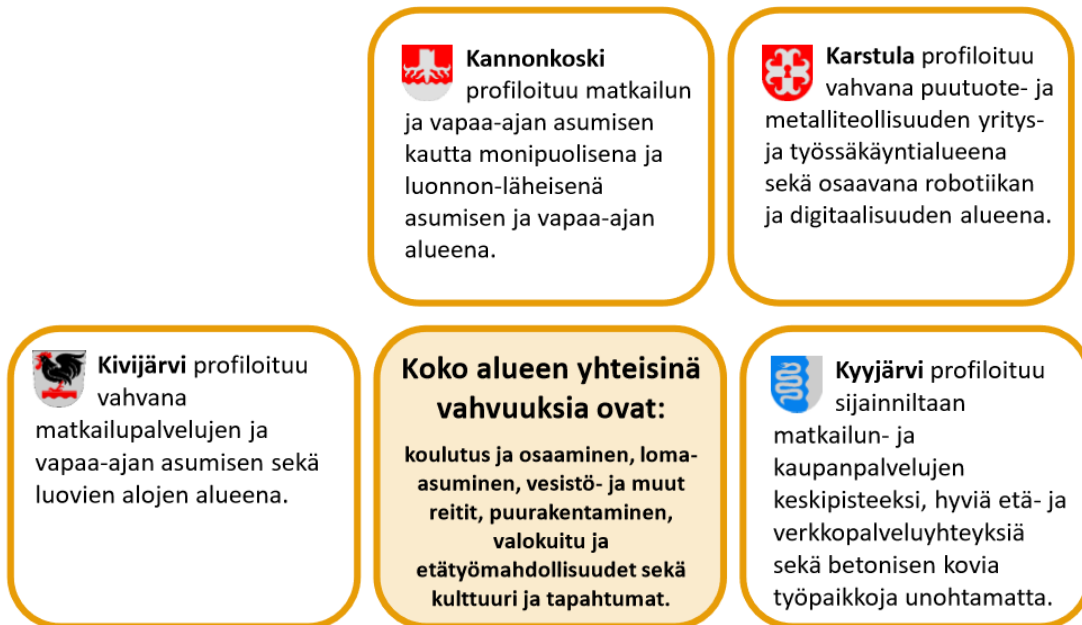 Kannonkoski
profiloituu matkailun
ja vapaa-ajan asumisen
kautta monipuolisena ja
luonnon-läheisenä
asumisen ja vapaa-ajan
alueena.
Karstula profiloituu
vahvana puutuote- ja
metalliteollisuuden yritys-
ja työssäkäyntialueena
sekä osaavana robotiikan
ja digitaalisuuden alueena.
Kivijärvi profiloituu
vahvana
matkailupalvelujen ja
vapaa-ajan asumisen sekä
luovien alojen alueena.
Koko alueen yhteisinä
vahvuuksia ovat:
koulutus ja osaaminen, loma-
asuminen, vesistö- ja muut
reitit, puurakentaminen,
valokuitu ja
etätyömahdollisuudet sekä
kulttuuri ja tapahtumat.
Kyyjärvi profiloituu
sijainniltaan
matkailun- ja
kaupanpalvelujen
keskipisteeksi, hyviä etä- ja
verkkopalveluyhteyksiä
sekä betonisen kovia
työpaikkoja unohtamatta.